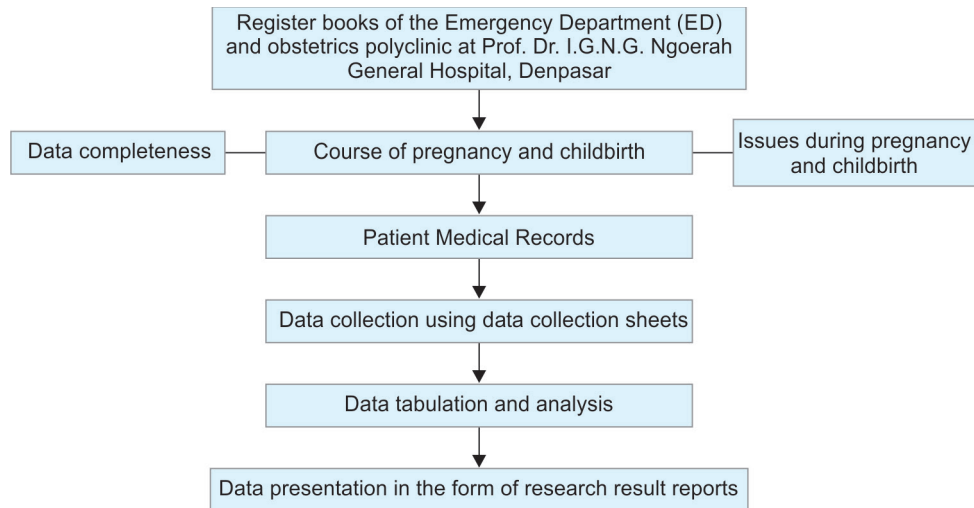 Register books of the Emergency Department (ED)
and obstetrics polyclinic at Prof. Dr. I.G.N.G. Ngoerah
General Hospital, Denpasar
Data completeness
Course of pregnancy and childbirth
Issues during pregnancy
and childbirth
Patient Medical Records
Data collection using data collection sheets
Data tabulation and analysis
Data presentation in the form of research result reports